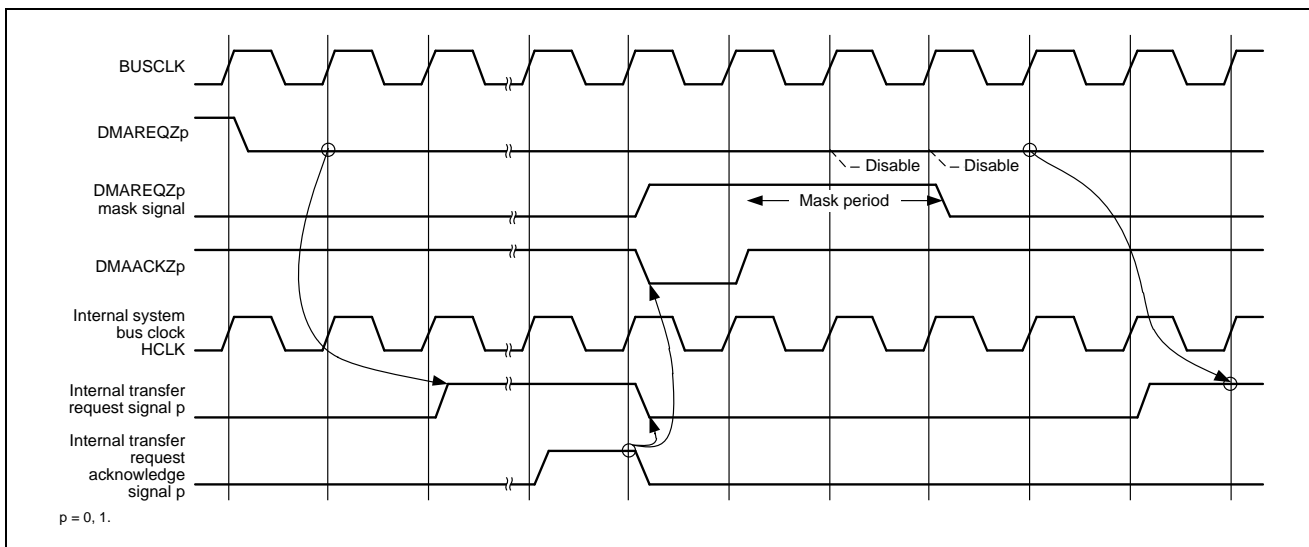 BUSCLK
DMAREQZp
Disable
Disable
DMAREQZp
mask signal
Mask period
DMAACKZp
Internal system
bus clock
HCLK
Internal transfer
request signal p
Internal transfer
request
acknowledge
signal p
p = 0, 1.